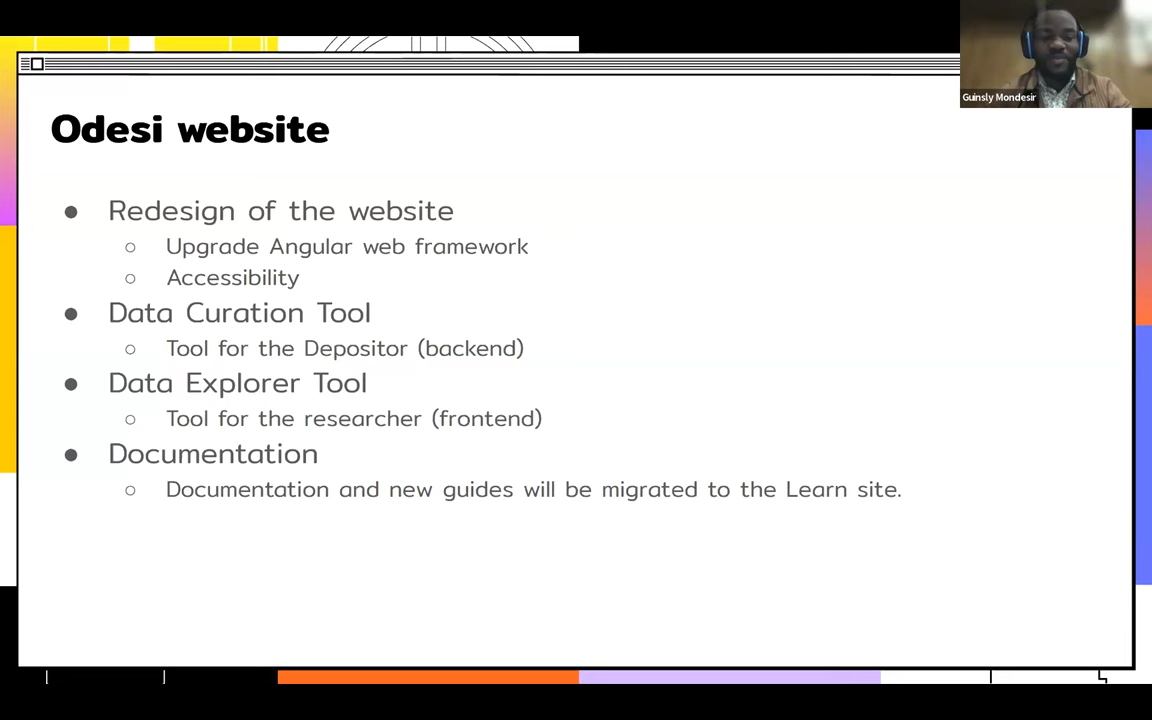 Guinsly Mondesir
Odesi website
● Redesign of the website
○ Upgrade Angular web framework
○ Accessibility
● Data Curation Tool
○ Tool for the Depositor (backend)
● Data Explorer Tool
○ Tool for the researcher (frontend)
● Documentation
○ Documentation and new guides will be migrated to the Learn site.